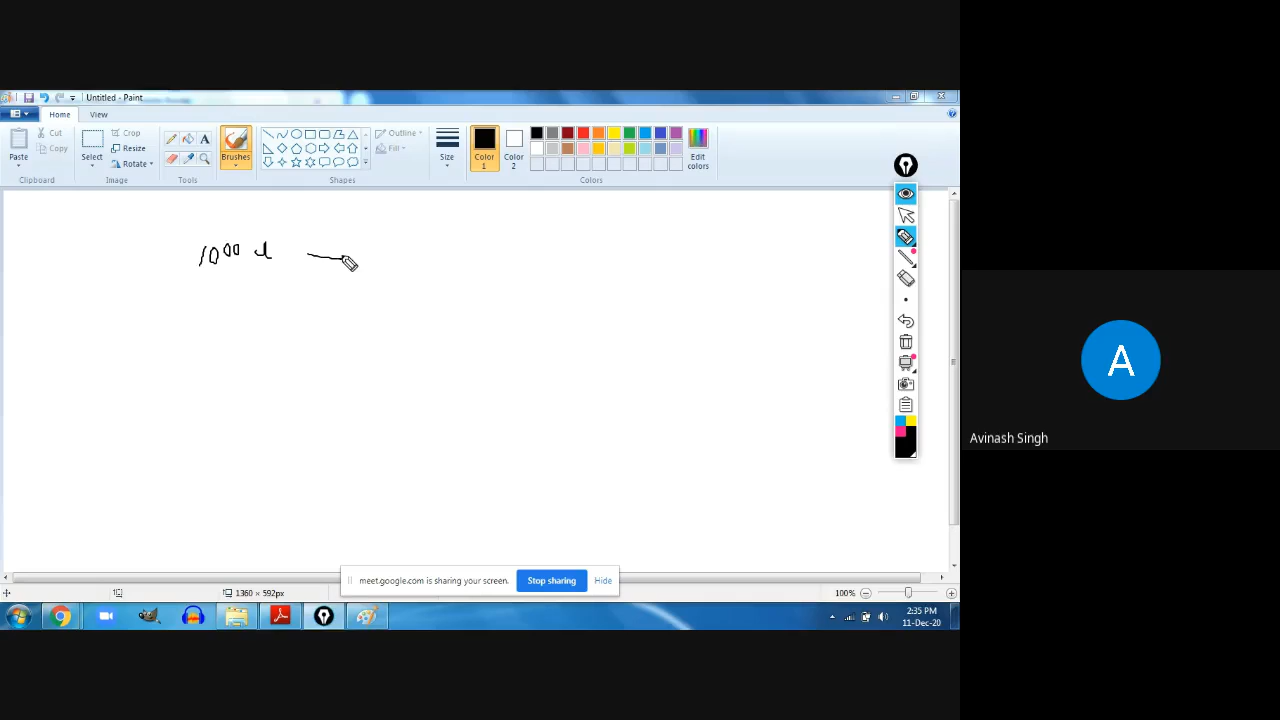 Untitled - Paint
Home View
Paste
Cut
Copy
Clipboard
Select
Crop
Resize
Rotate
Image
Tools
Brushes
Outline
Fill
Shapes
Size
Color 1
Color 2
Edit colors
Colors
1000
A
Avinash Singh
meet.google.com is sharing your screen. Stop sharing Hide
1360 × 592px
100%
2:35 PM
11-Dec-20